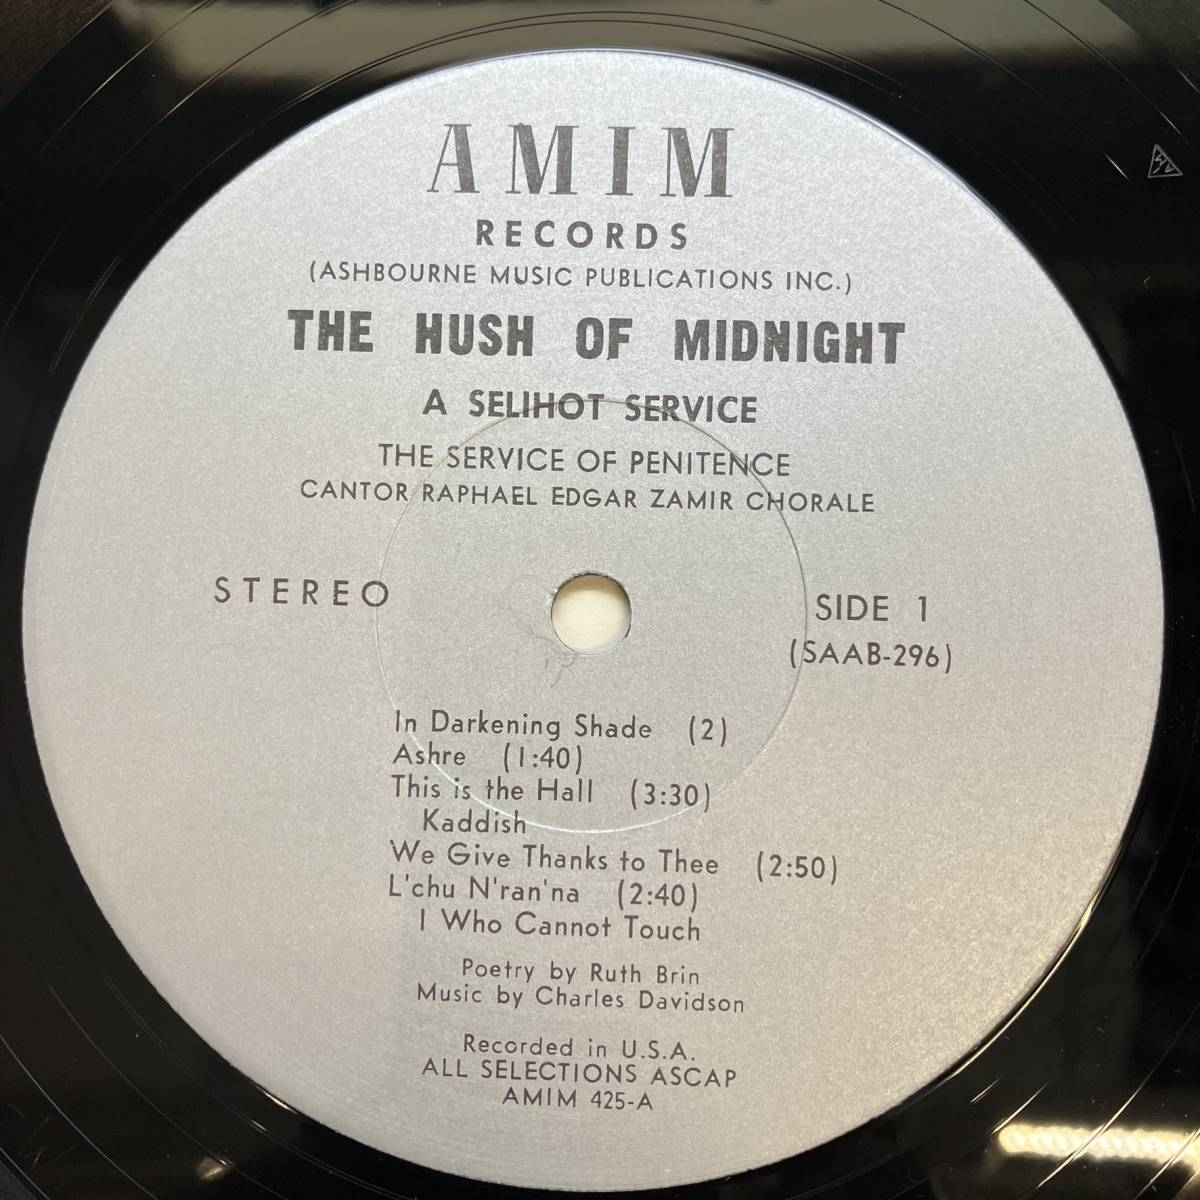 AMIM
RECORDS
(ASHBOURNE MUSIC PUBLICATIONS INC.)
THE HUSH OF MIDNIGHT
A SELIHOT SERVICE
THE SERVICE OF PENITENCE
CANTOR RAPHAEL EDGAR ZAMIR CHORALE
STEREO
SIDE 1
(SAAB-296)
In Darkening Shade (2)
Ashre (1:40)
This is the Hall (3:30)
Kaddish
We Give Thanks to Thee (2:50)
L'chu N'ran'na (2:40)
I Who Cannot Touch
Poetry by Ruth Brin
Music by Charles Davidson
Recorded in U.S.A.
ALL SELECTIONS ASCAP
AMIM 425-A